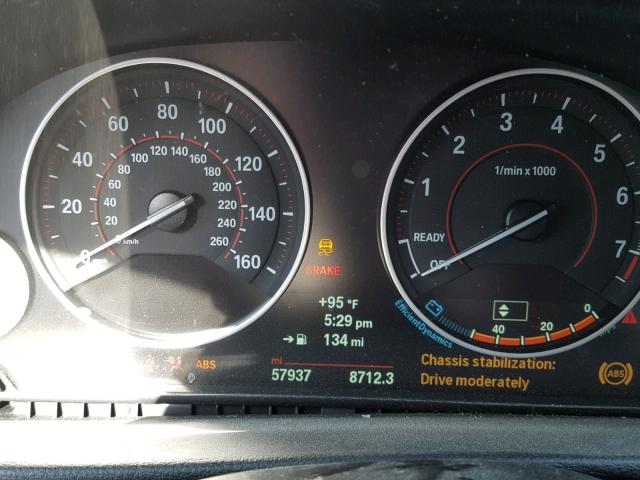 0 20 40 60 80 100 120 140 160
20 40 60 80 100 120 140 160 180 200 220 240 260
km/h
1 2 3 4 5 6 7
1/min x 1000
READY
OFF
BRAKE
+95 °F
5:29 pm
134 mi
EfficientDynamics
40 20 0
ABS
mi
57937 8712.3
Chassis stabilization:
Drive moderately
ABS